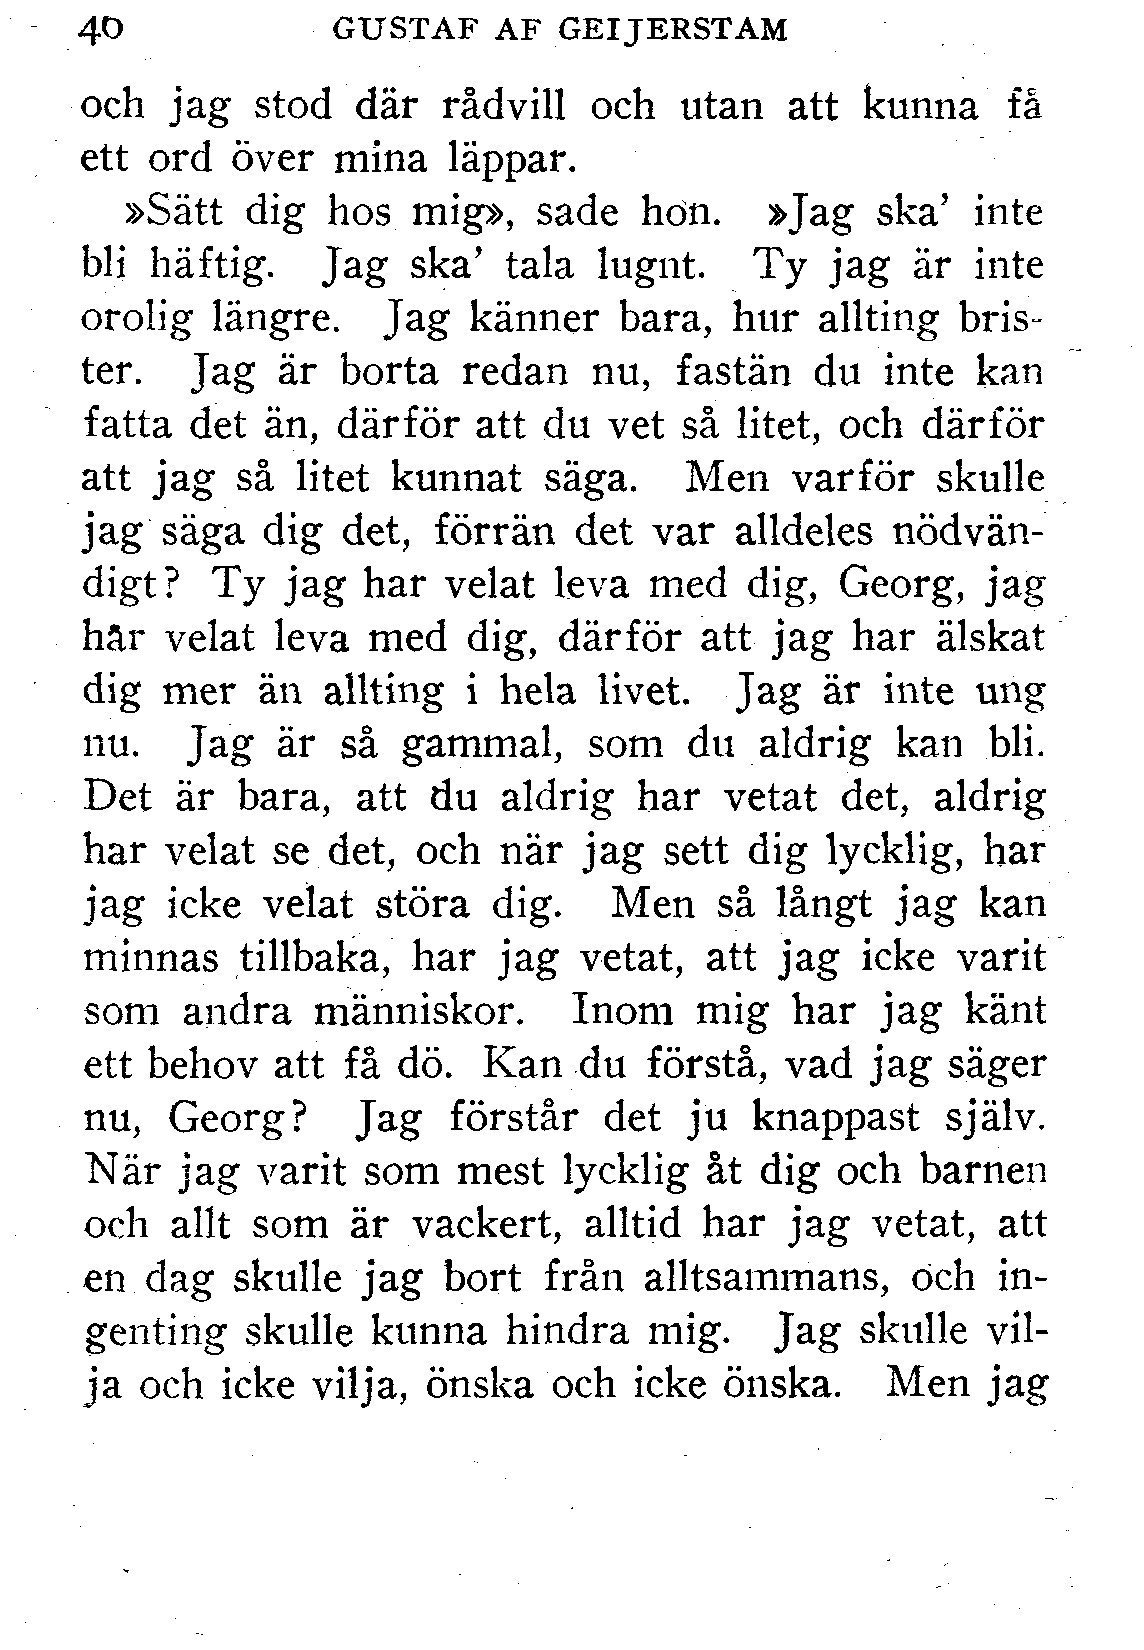 40 GUSTAF AF GEIJERSTAM
och jag stod där rådvill och utan att kunna få
ett ord över mina läppar.
»Sätt dig hos mig», sade hon. »Jag ska’ inte
bli häftig. Jag ska’ tala lugnt. Ty jag är inte
orolig längre. Jag känner bara, hur allting bris-
ter. Jag är borta redan nu, fastän du inte kan
fatta det än, därför att du vet så litet, och därför
att jag så litet kunnat säga. Men varför skulle
jag säga dig det, förrän det var alldeles nödvän-
digt? Ty jag har velat leva med dig, Georg, jag
har velat leva med dig, därför att jag har älskat
dig mer än allting i hela livet. Jag är inte ung
nu. Jag är så gammal, som du aldrig kan bli.
Det är bara, att du aldrig har vetat det, aldrig
har velat se det, och när jag sett dig lycklig, har
jag icke velat störa dig. Men så långt jag kan
minnas tillbaka, har jag vetat, att jag icke varit
som andra människor. Inom mig har jag känt
ett behov att få dö. Kan du förstå, vad jag säger
nu, Georg? Jag förstår det ju knappast själv.
När jag varit som mest lycklig åt dig och barnen
och allt som är vackert, alltid har jag vetat, att
en dag skulle jag bort från alltsammans, och in-
genting skulle kunna hindra mig. Jag skulle vil-
ja och icke vilja, önska och icke önska. Men jag